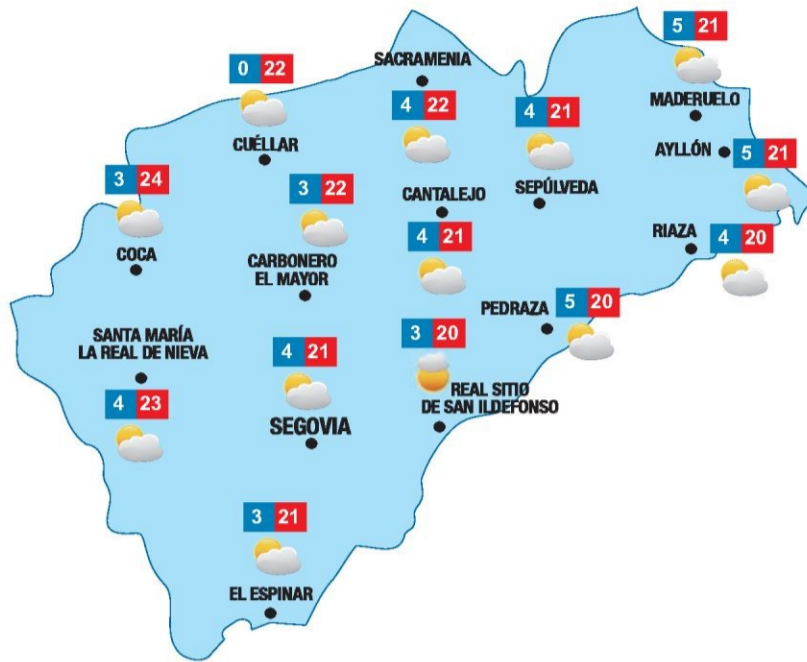 5 21
MADERUELO
SACRAMENIA
4 22
0 22
CUÉLLAR
4 21
SEPÚLVEDA
AYLLÓN
5 21
3 24
COCA
3 22
CARBONERO
EL MAYOR
CANTALEJO
4 21
RIAZA
4 20
PEDRAZA
5 20
SANTA MARÍA
LA REAL DE NIEVA
4 23
4 21
SEGOVIA
3 20
REAL SITIO
DE SAN ILDEFONSO
3 21
EL ESPINAR